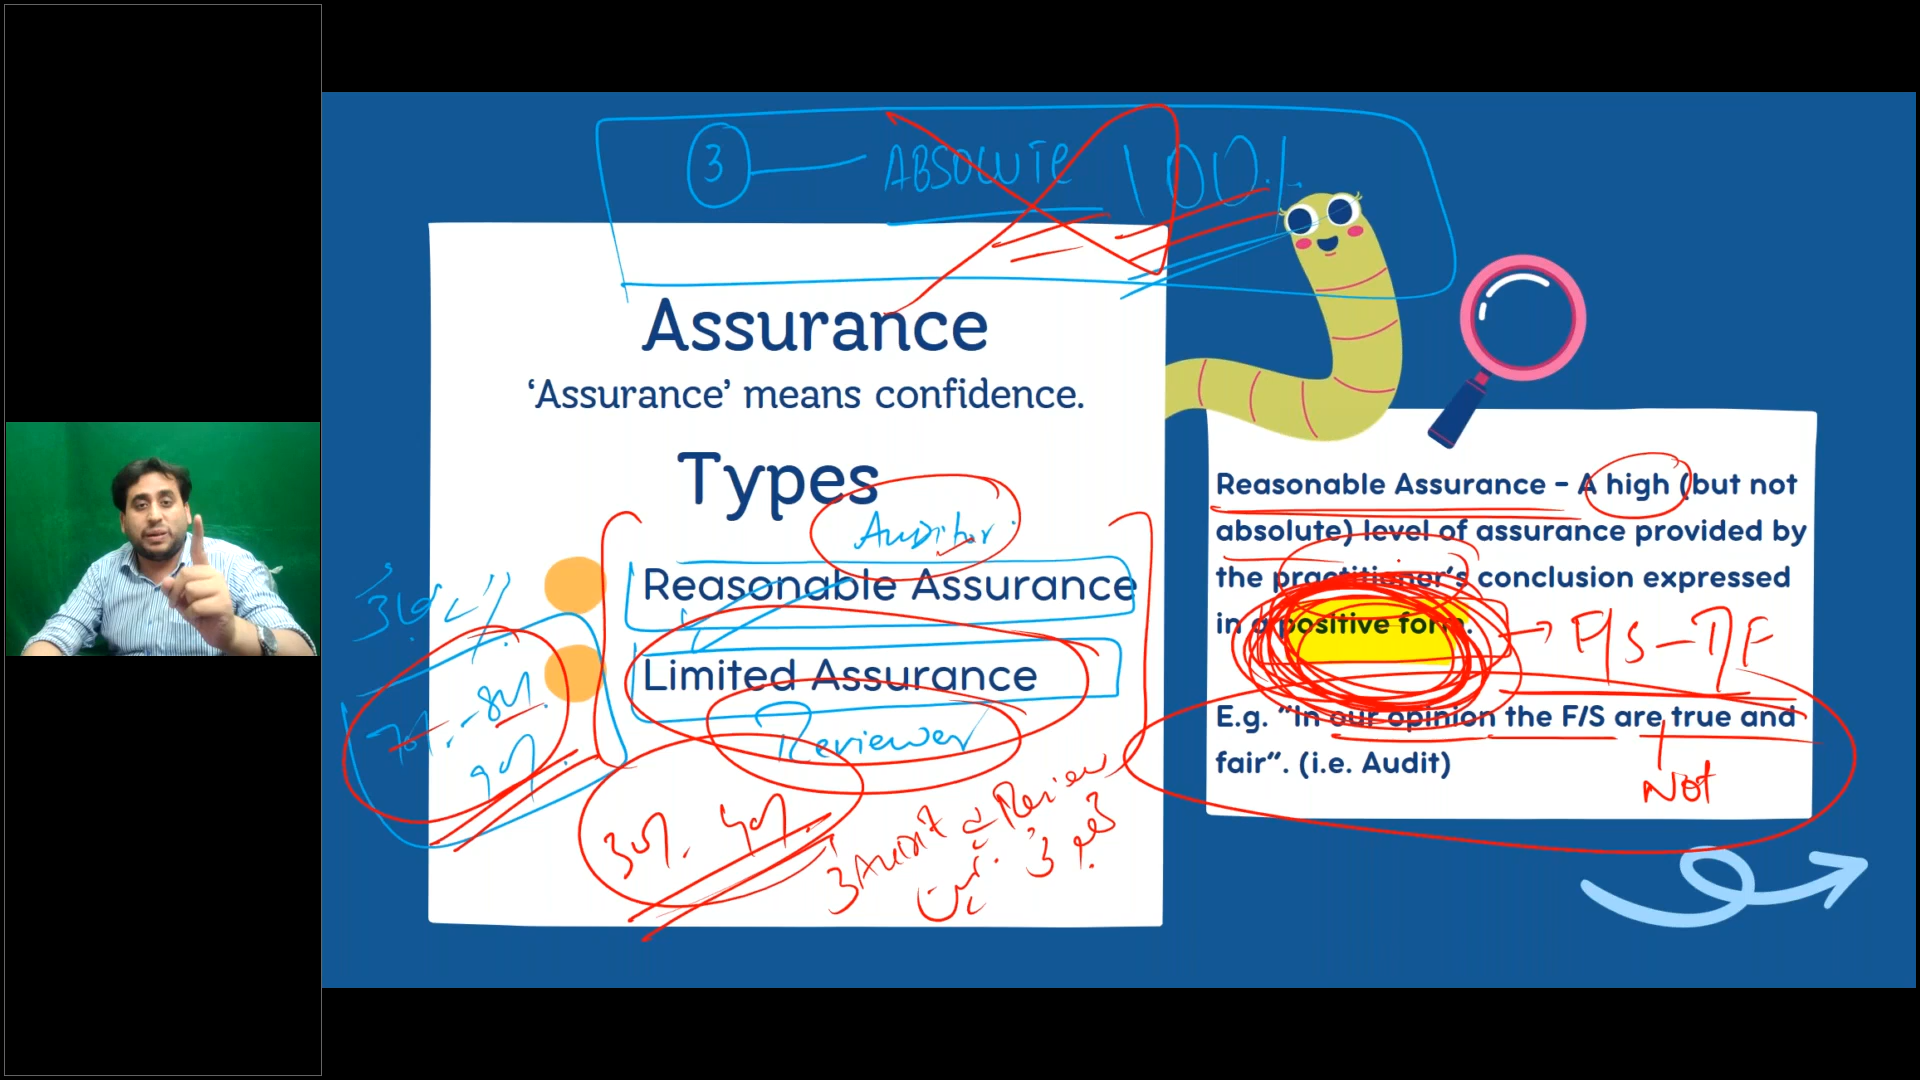 3 ABSOLUTE 100%
Assurance
‘Assurance’ means confidence.
Types
Auditor
Reasonable Assurance
Limited Assurance
Reviewer
70% - 80%
90%
30% 40%
Audit Review
Reasonable Assurance - A high (but not
absolute) level of assurance provided by
the practitioner’s conclusion expressed
in a positive form.
F/S - T/F
E.g. “In our opinion the F/S are true and
fair”. (i.e. Audit)
Not